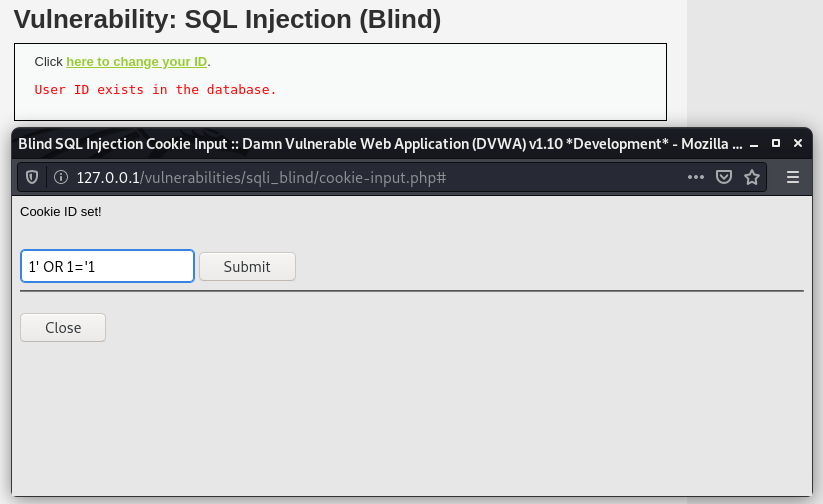 Vulnerability: SQL Injection (Blind)
Click here to change your ID.
User ID exists in the database.
Blind SQL Injection Cookie Input :: Damn Vulnerable Web Application (DVWA) v1.10 *Development* - Mozilla ...
127.0.0.1/vulnerabilities/sqli_blind/cookie-input.php#
Cookie ID set!
1' OR 1='1 Submit
Close